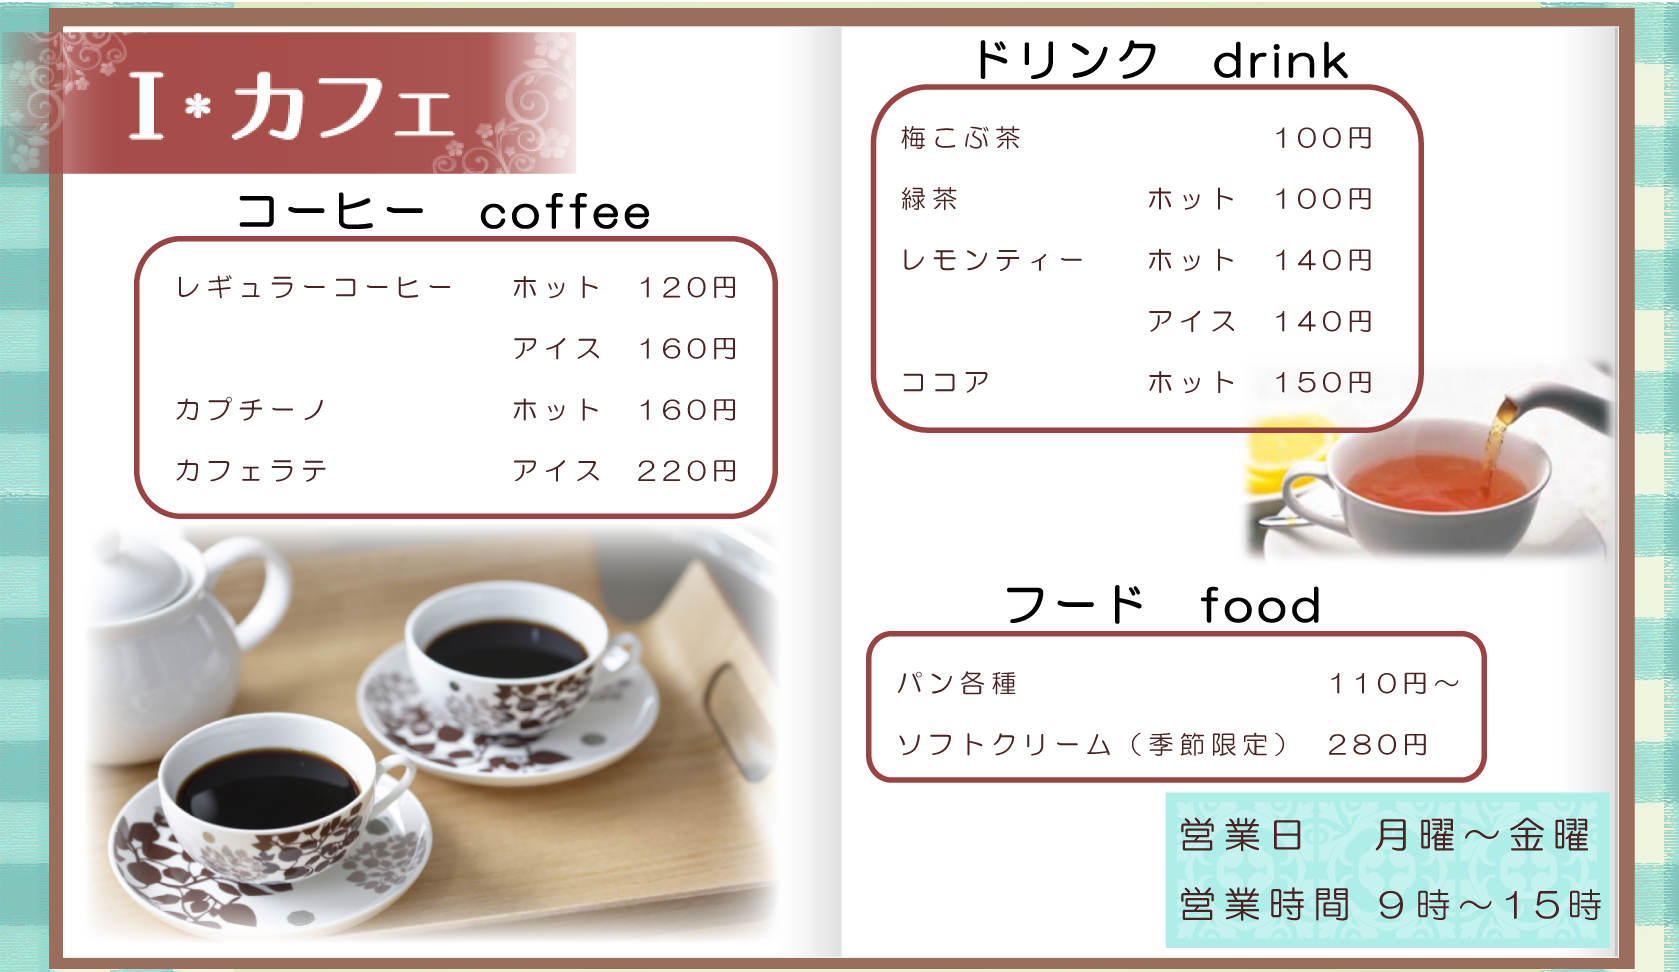 I*カフェ
コーヒー　coffee
レギュラーコーヒー　ホット　120円
アイス　160円
カプチーノ　ホット　160円
カフェラテ　アイス　220円
ドリンク　drink
梅こぶ茶　100円
緑茶　ホット　100円
レモンティー　ホット　140円
アイス　140円
ココア　ホット　150円
フード　food
パン各種　110円～
ソフトクリーム（季節限定）　280円
営業日　月曜～金曜
営業時間　9時～15時